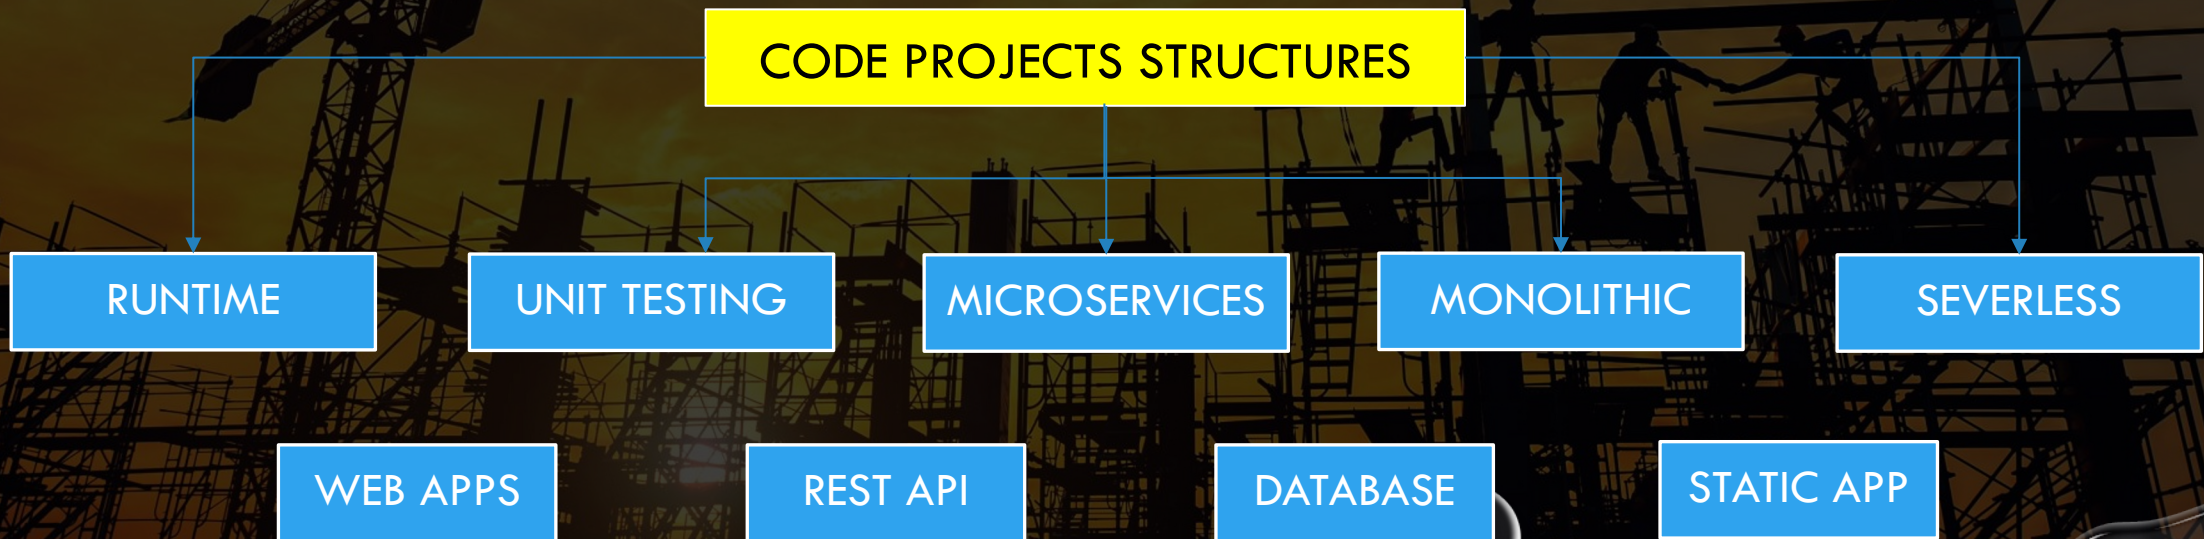 CODE PROJECTS STRUCTURES
RUNTIME
UNIT TESTING
MICROSERVICES
MONOLITHIC
SEVERLESS
WEB APPS
REST API
DATABASE
STATIC APP